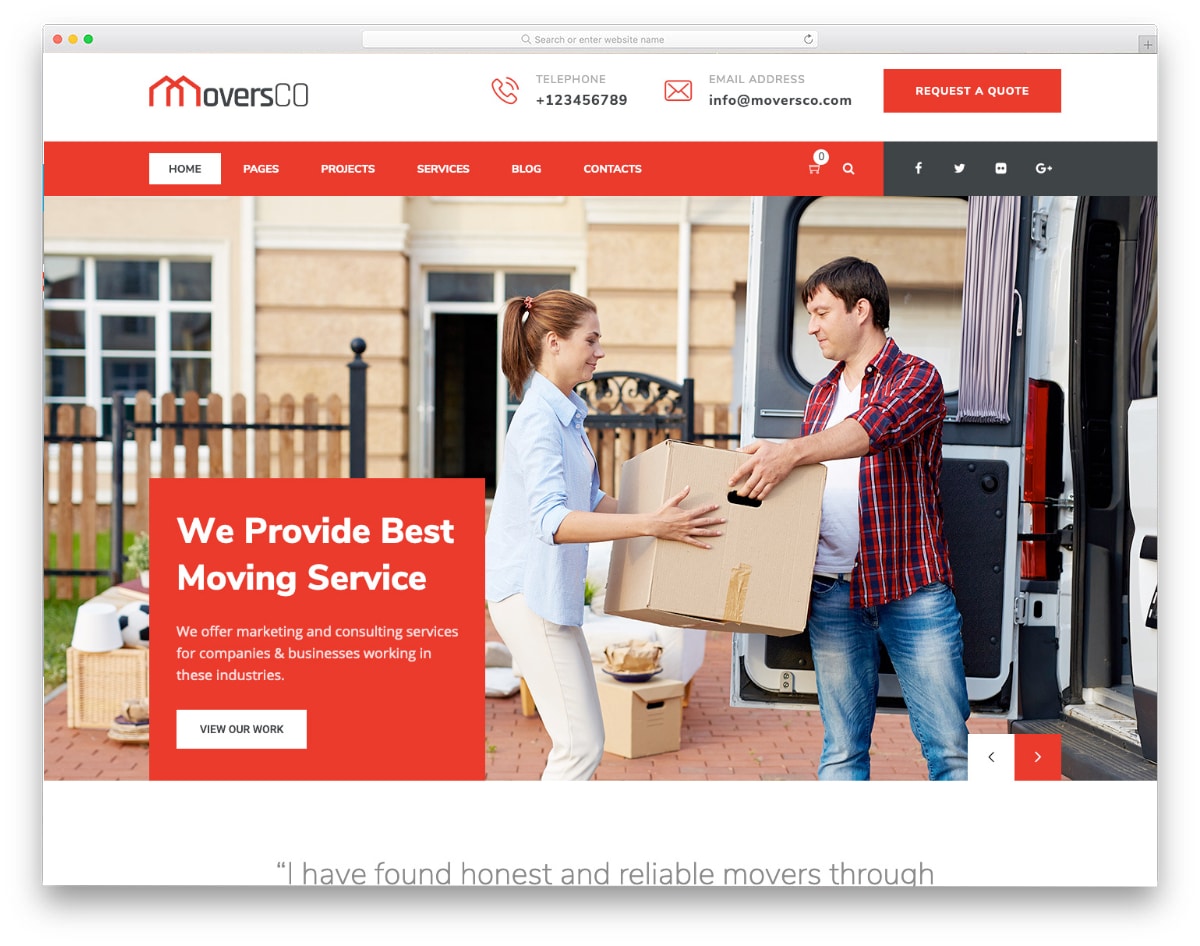 Search or enter website name
MoversCO
TELEPHONE
+123456789
EMAIL ADDRESS
info@moversco.com
REQUEST A QUOTE
HOME
PAGES
PROJECTS
SERVICES
BLOG
CONTACTS
0
We Provide Best
Moving Service
We offer marketing and consulting services
for companies & businesses working in
these industries.
VIEW OUR WORK
“I have found honest and reliable movers through